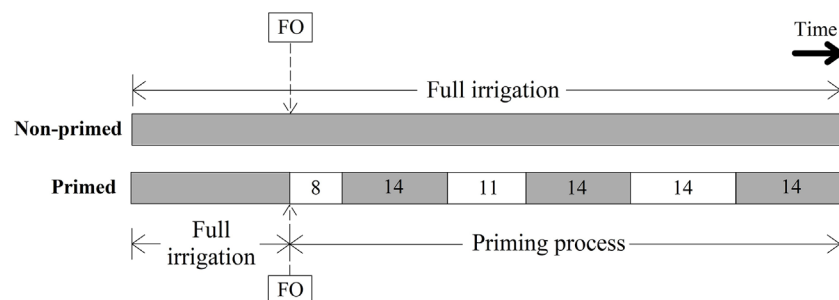 FO
Time
Full irrigation
Non-primed
Primed
8
14
11
14
14
14
Full
irrigation
Priming process
FO